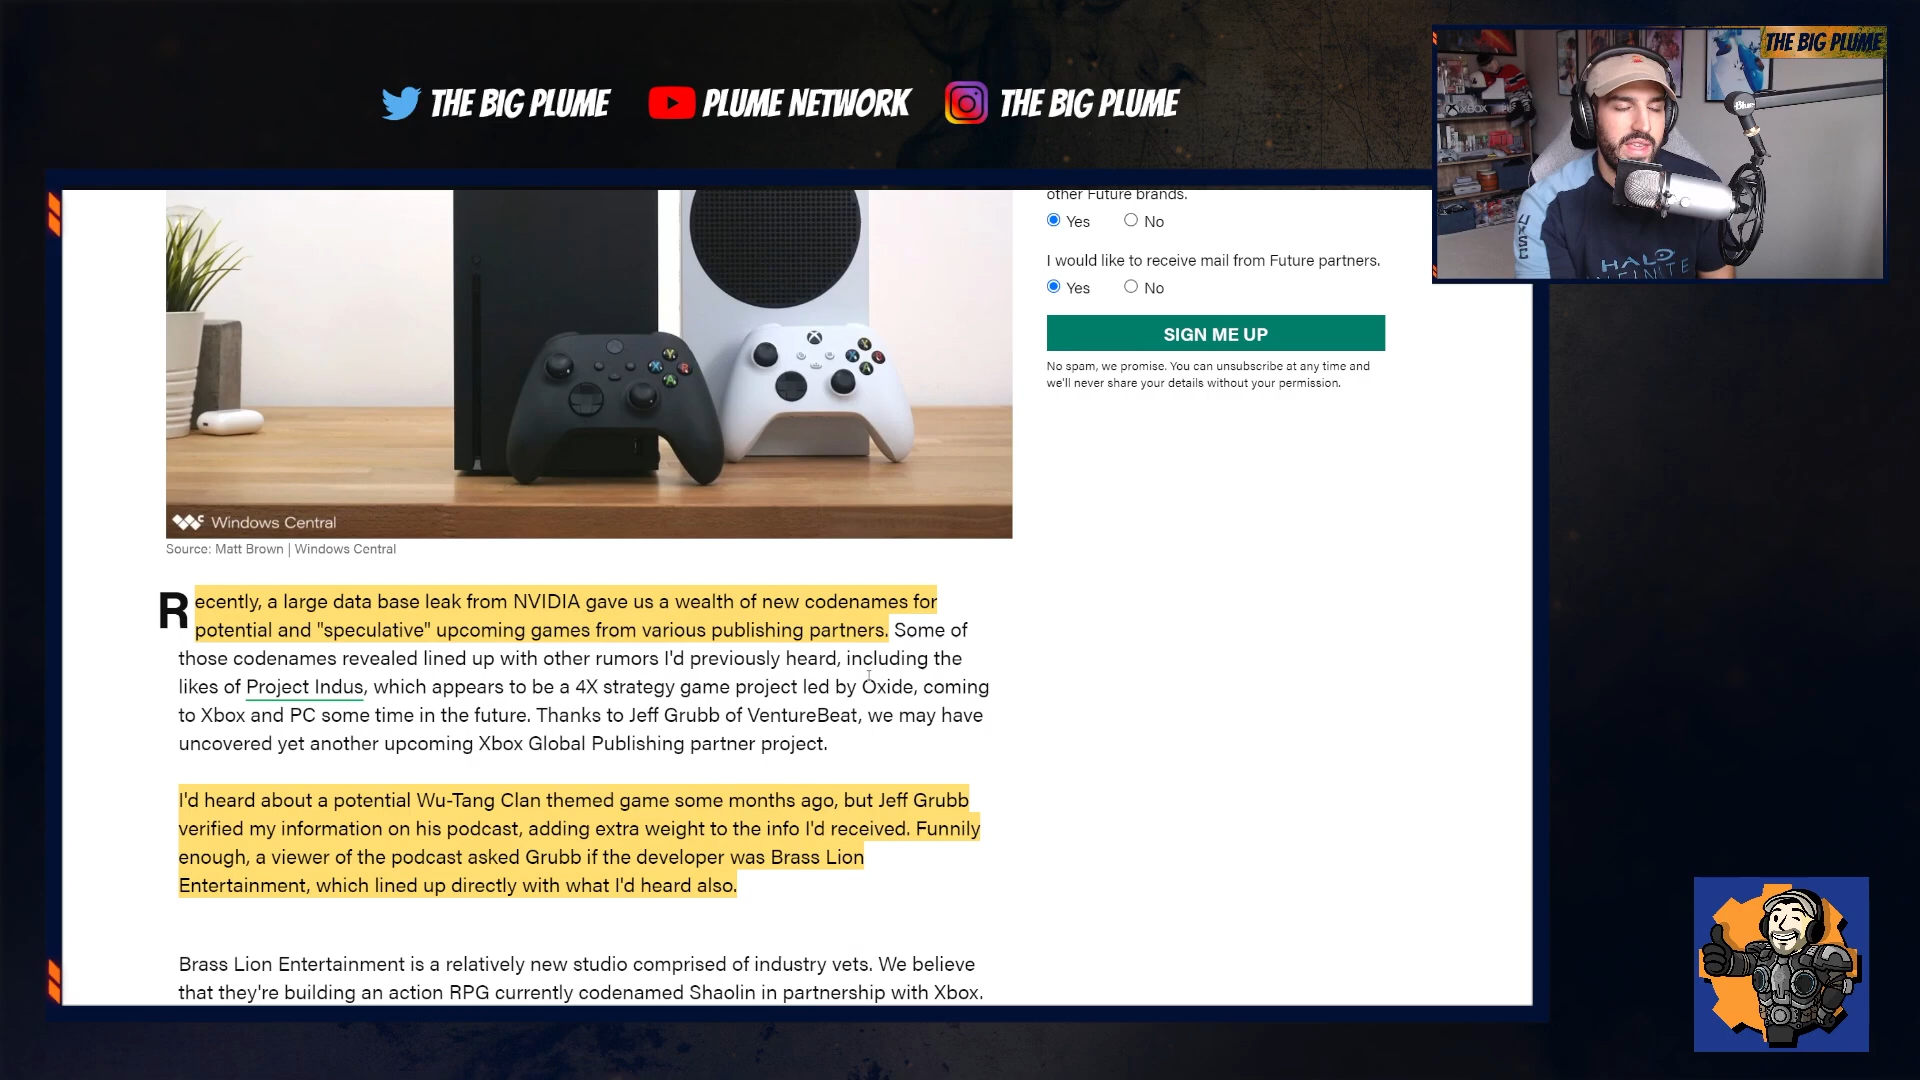 THE BIG PLUME
PLUME NETWORK
THE BIG PLUME
THE BIG PLUME
Blue
XBOX
UNSC
HALO
INFINITE
other Future brands.
Yes No
I would like to receive mail from Future partners.
Yes No
SIGN ME UP
No spam, we promise. You can unsubscribe at any time and
we'll never share your details without your permission.
Y
X B
A
Y
X B
A
Windows Central
Source: Matt Brown | Windows Central
Recently, a large data base leak from NVIDIA gave us a wealth of new codenames for
potential and "speculative" upcoming games from various publishing partners. Some of
those codenames revealed lined up with other rumors I'd previously heard, including the
likes of Project Indus, which appears to be a 4X strategy game project led by Oxide, coming
to Xbox and PC some time in the future. Thanks to Jeff Grubb of VentureBeat, we may have
uncovered yet another upcoming Xbox Global Publishing partner project.
I'd heard about a potential Wu-Tang Clan themed game some months ago, but Jeff Grubb
verified my information on his podcast, adding extra weight to the info I'd received. Funnily
enough, a viewer of the podcast asked Grubb if the developer was Brass Lion
Entertainment, which lined up directly with what I'd heard also.
Brass Lion Entertainment is a relatively new studio comprised of industry vets. We believe
that they're building an action RPG currently codenamed Shaolin in partnership with Xbox.